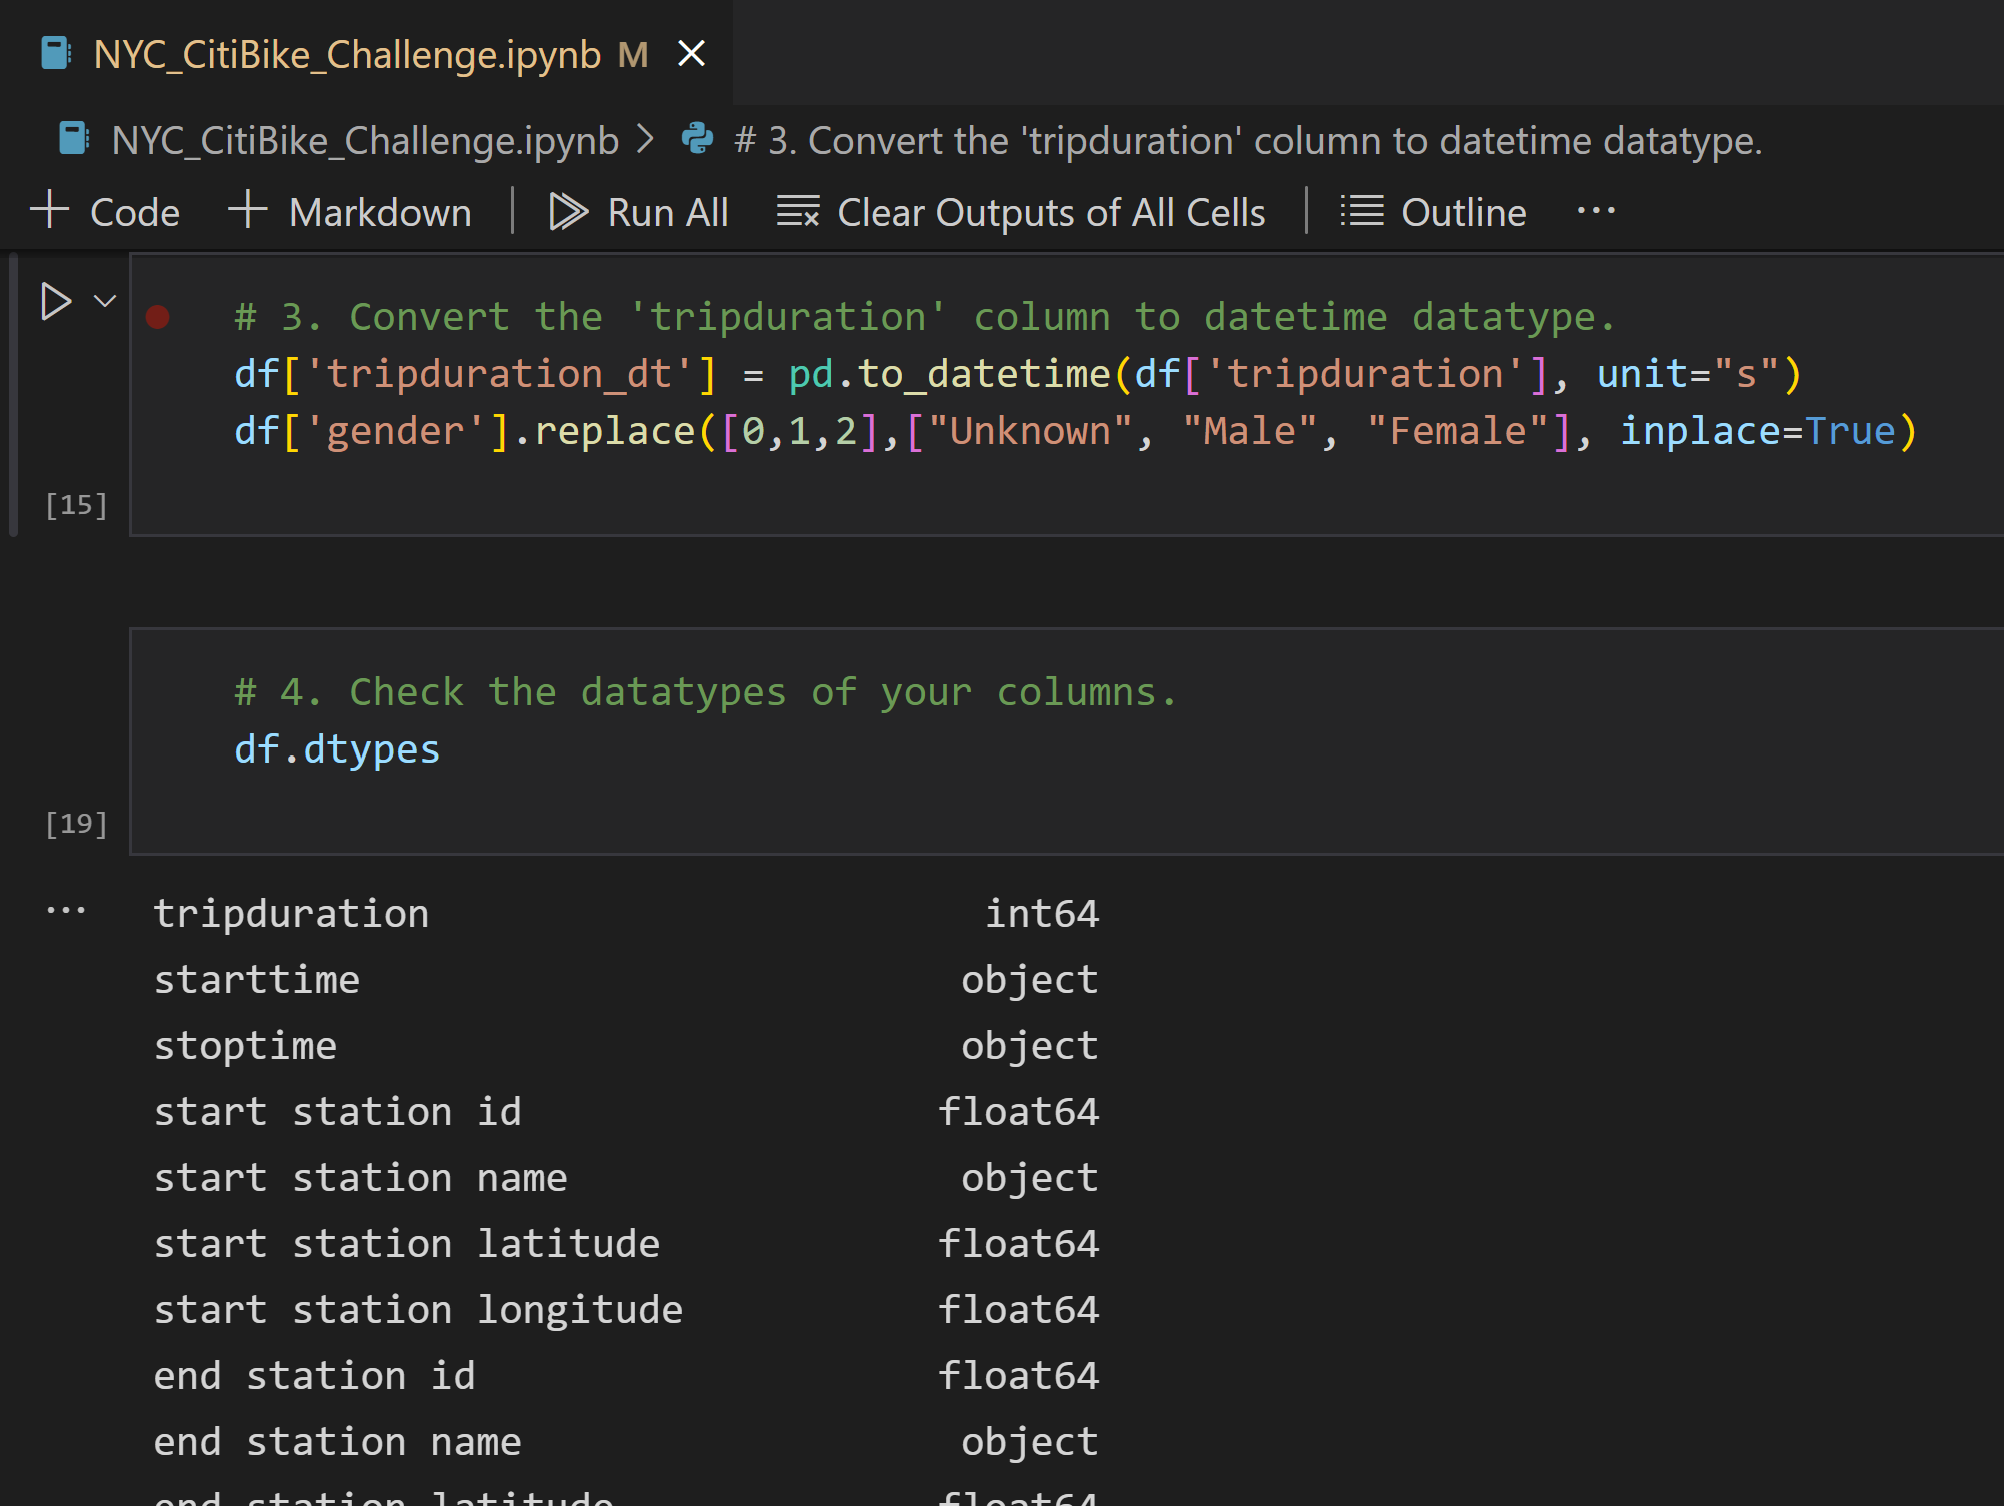 NYC_CitiBike_Challenge.ipynb M
NYC_CitiBike_Challenge.ipynb > # 3. Convert the 'tripduration' column to datetime datatype.
+ Code + Markdown | Run All Clear Outputs of All Cells | Outline ...
# 3. Convert the 'tripduration' column to datetime datatype.
df['tripduration_dt'] = pd.to_datetime(df['tripduration'], unit="s")
df['gender'].replace([0,1,2],["Unknown", "Male", "Female"], inplace=True)
[15]
# 4. Check the datatypes of your columns.
df.dtypes
[19]
... tripduration int64
starttime object
stoptime object
start station id float64
start station name object
start station latitude float64
start station longitude float64
end station id float64
end station name object
end station latitude float64